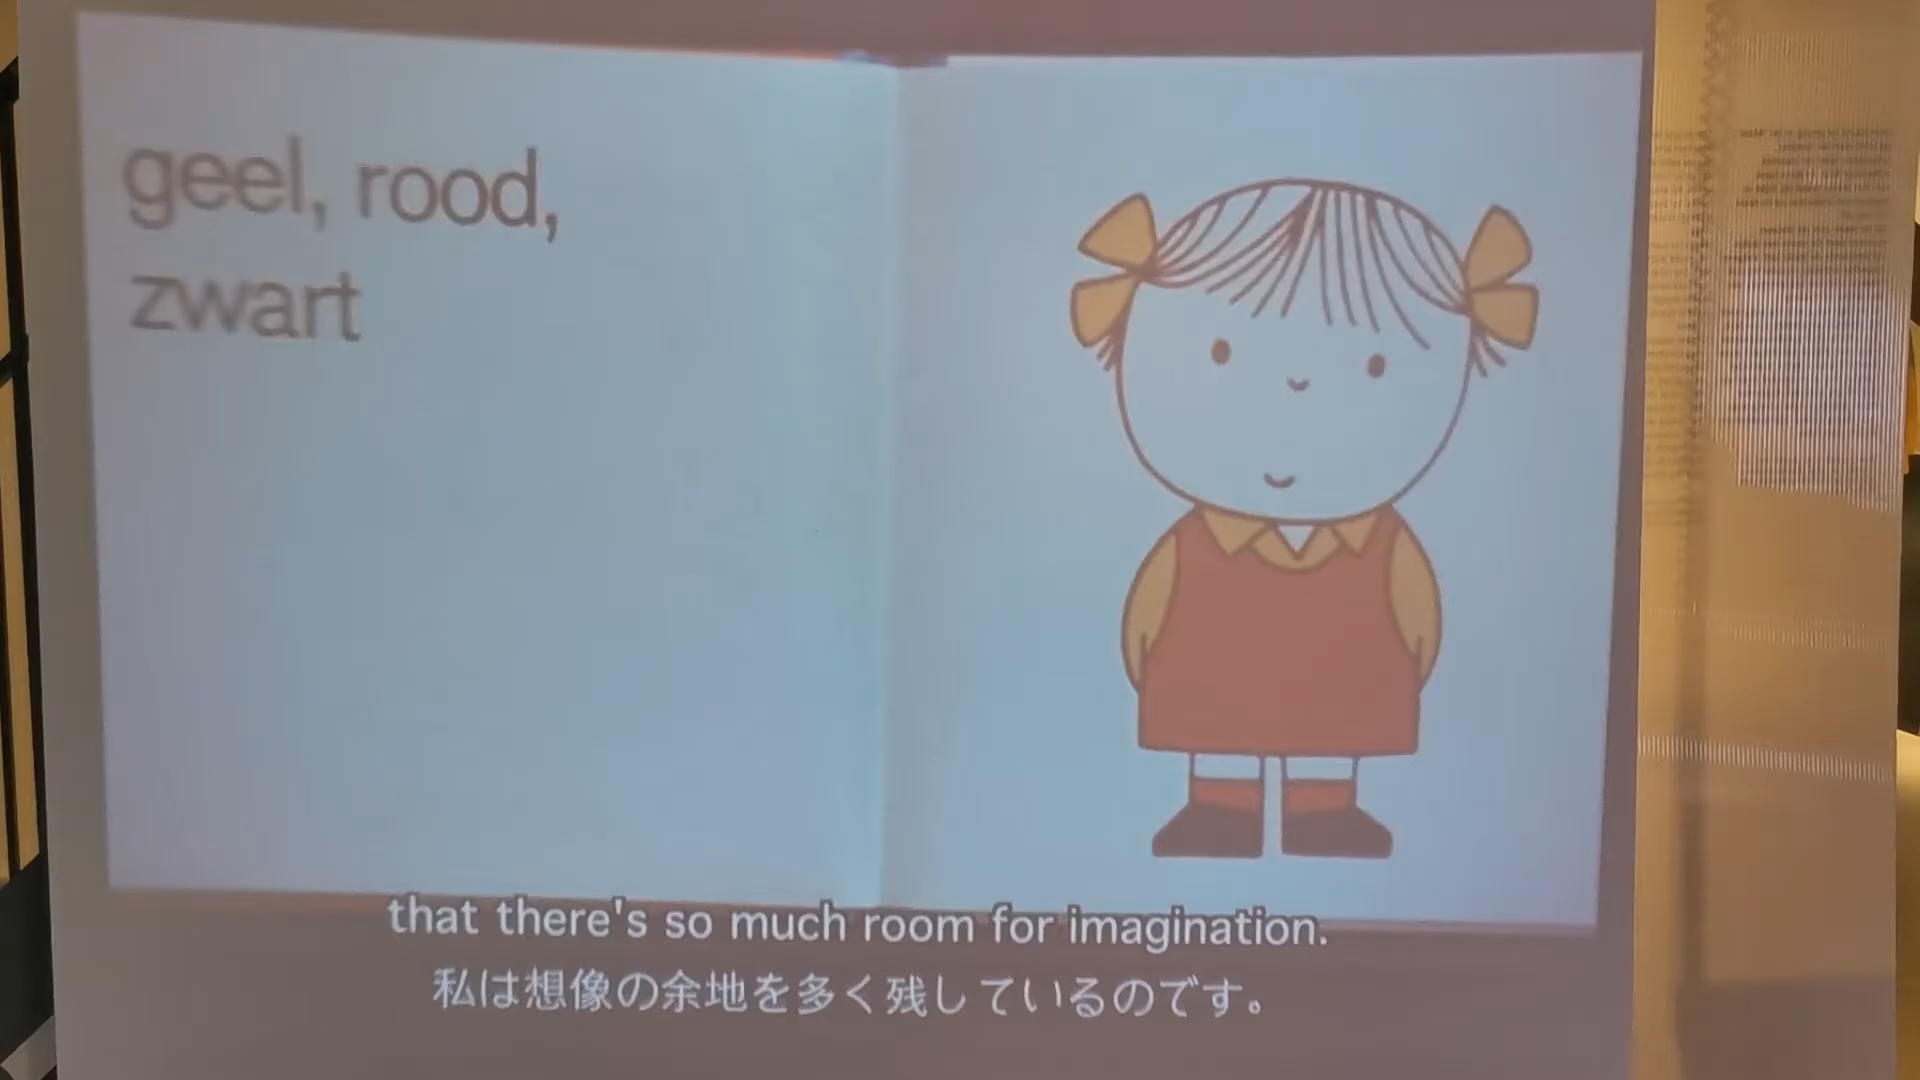 geel, rood,
zwart
that there's so much room for imagination.
私は想像の余地を多く残しているのです。